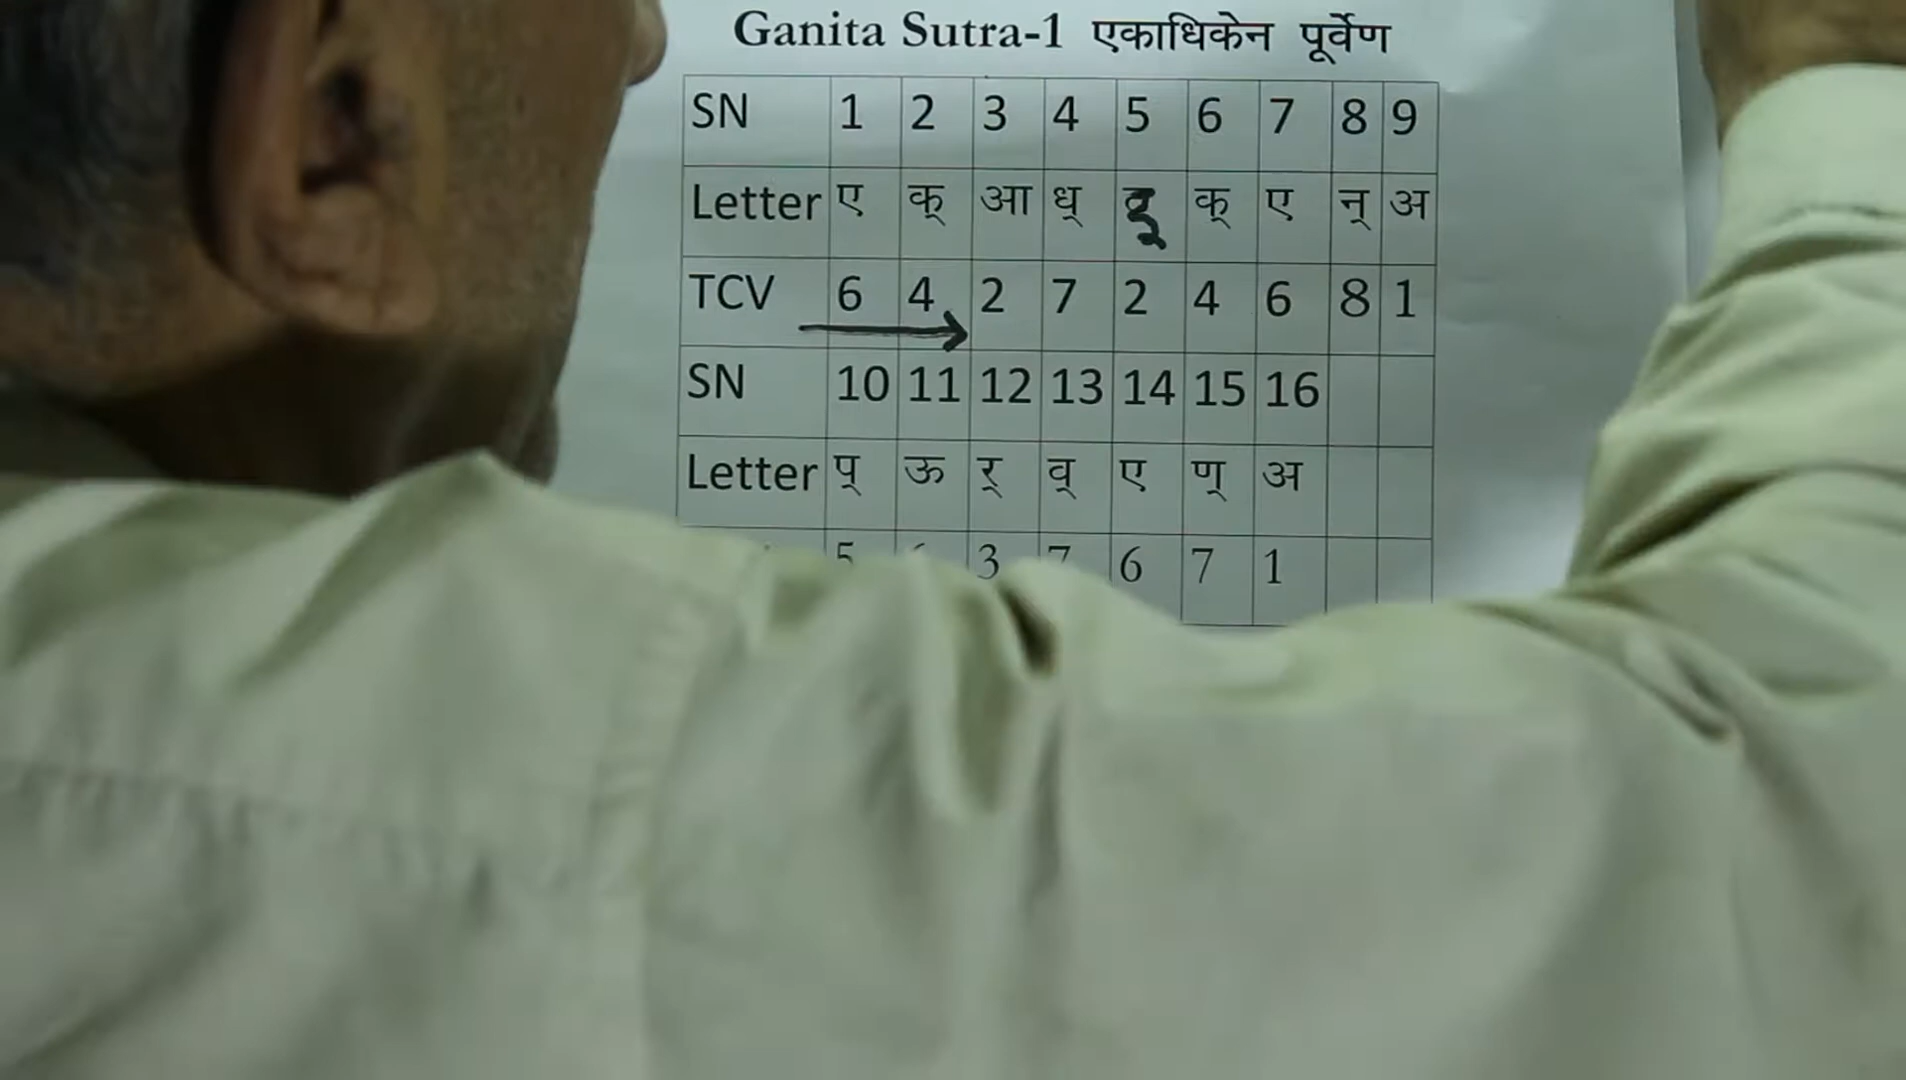 Ganita Sutra-1 एकाधिकेन पूर्वेण
SN 1 2 3 4 5 6 7 8 9
Letter ए क् आ ध् क् ए न् अ
TCV 6 4 2 7 2 4 6 8 1
SN 10 11 12 13 14 15 16
Letter प् ऊ र् व् ए ण् अ
5 3 7 6 7 1